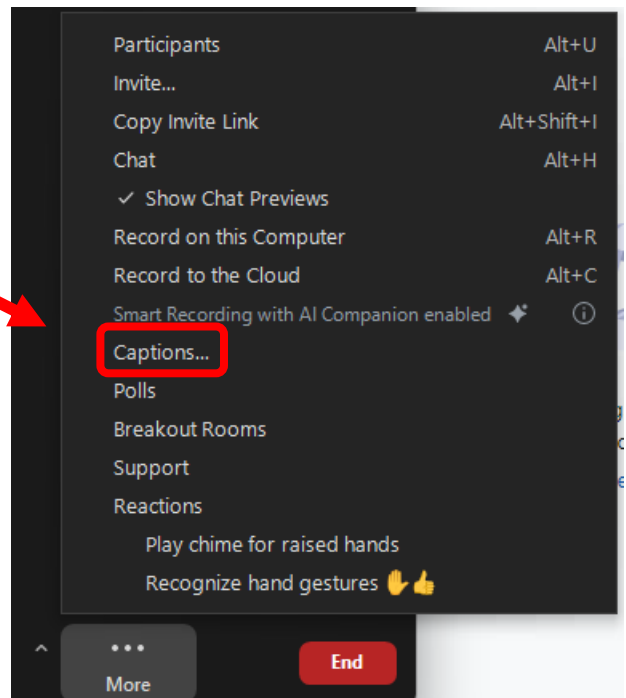 Participants Alt+U
Invite... Alt+I
Copy Invite Link Alt+Shift+I
Chat Alt+H
✓ Show Chat Previews
Record on this Computer Alt+R
Record to the Cloud Alt+C
Smart Recording with AI Companion enabled
Captions...
Polls
Breakout Rooms
Support
Reactions
Play chime for raised hands
Recognize hand gestures ✋👍
More
End